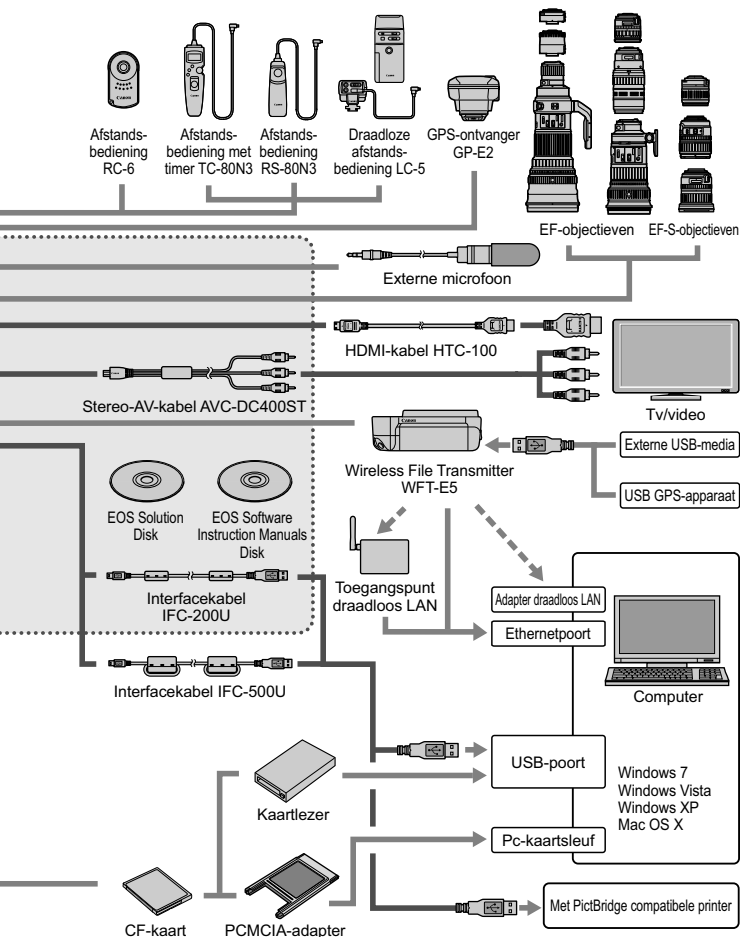 Afstands-
bediening
RC-6
Afstands-
bediening met
timer TC-80N3
Afstands-
bediening
RS-80N3
Draadloze
afstands-
bediening LC-5
GPS-ontvanger
GP-E2
EF-objectieven
EF-S-objectieven
Externe microfoon
HDMI-kabel HTC-100
Stereo-AV-kabel AVC-DC400ST
Tv/video
Canon
Wireless File Transmitter
WFT-E5
Externe USB-media
USB GPS-apparaat
EOS Solution
Disk
EOS Software
Instruction Manuals
Disk
Toegangspunt
draadloos LAN
Adapter draadloos LAN
Ethernetpoort
Interfacekabel
IFC-200U
Computer
Interfacekabel IFC-500U
USB-poort
Windows 7
Windows Vista
Windows XP
Mac OS X
Kaartlezer
Pc-kaartsleuf
CF-kaart
PCMCIA-adapter
Met PictBridge compatibele printer